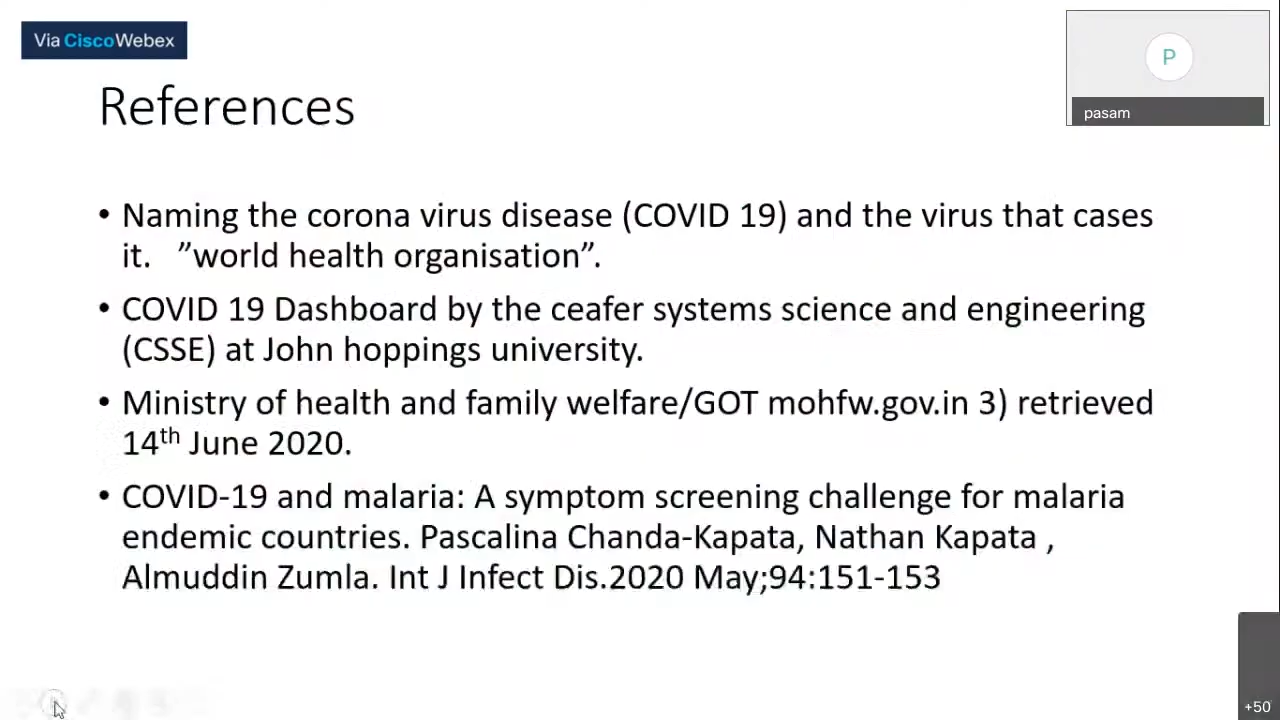 Via CiscoWebex
P
pasam
References
• Naming the corona virus disease (COVID 19) and the virus that cases
it. ”world health organisation”.
• COVID 19 Dashboard by the ceafer systems science and engineering
(CSSE) at John hoppings university.
• Ministry of health and family welfare/GOT mohfw.gov.in 3) retrieved
14th June 2020.
• COVID-19 and malaria: A symptom screening challenge for malaria
endemic countries. Pascalina Chanda-Kapata, Nathan Kapata ,
Almuddin Zumla. Int J Infect Dis.2020 May;94:151-153
+50